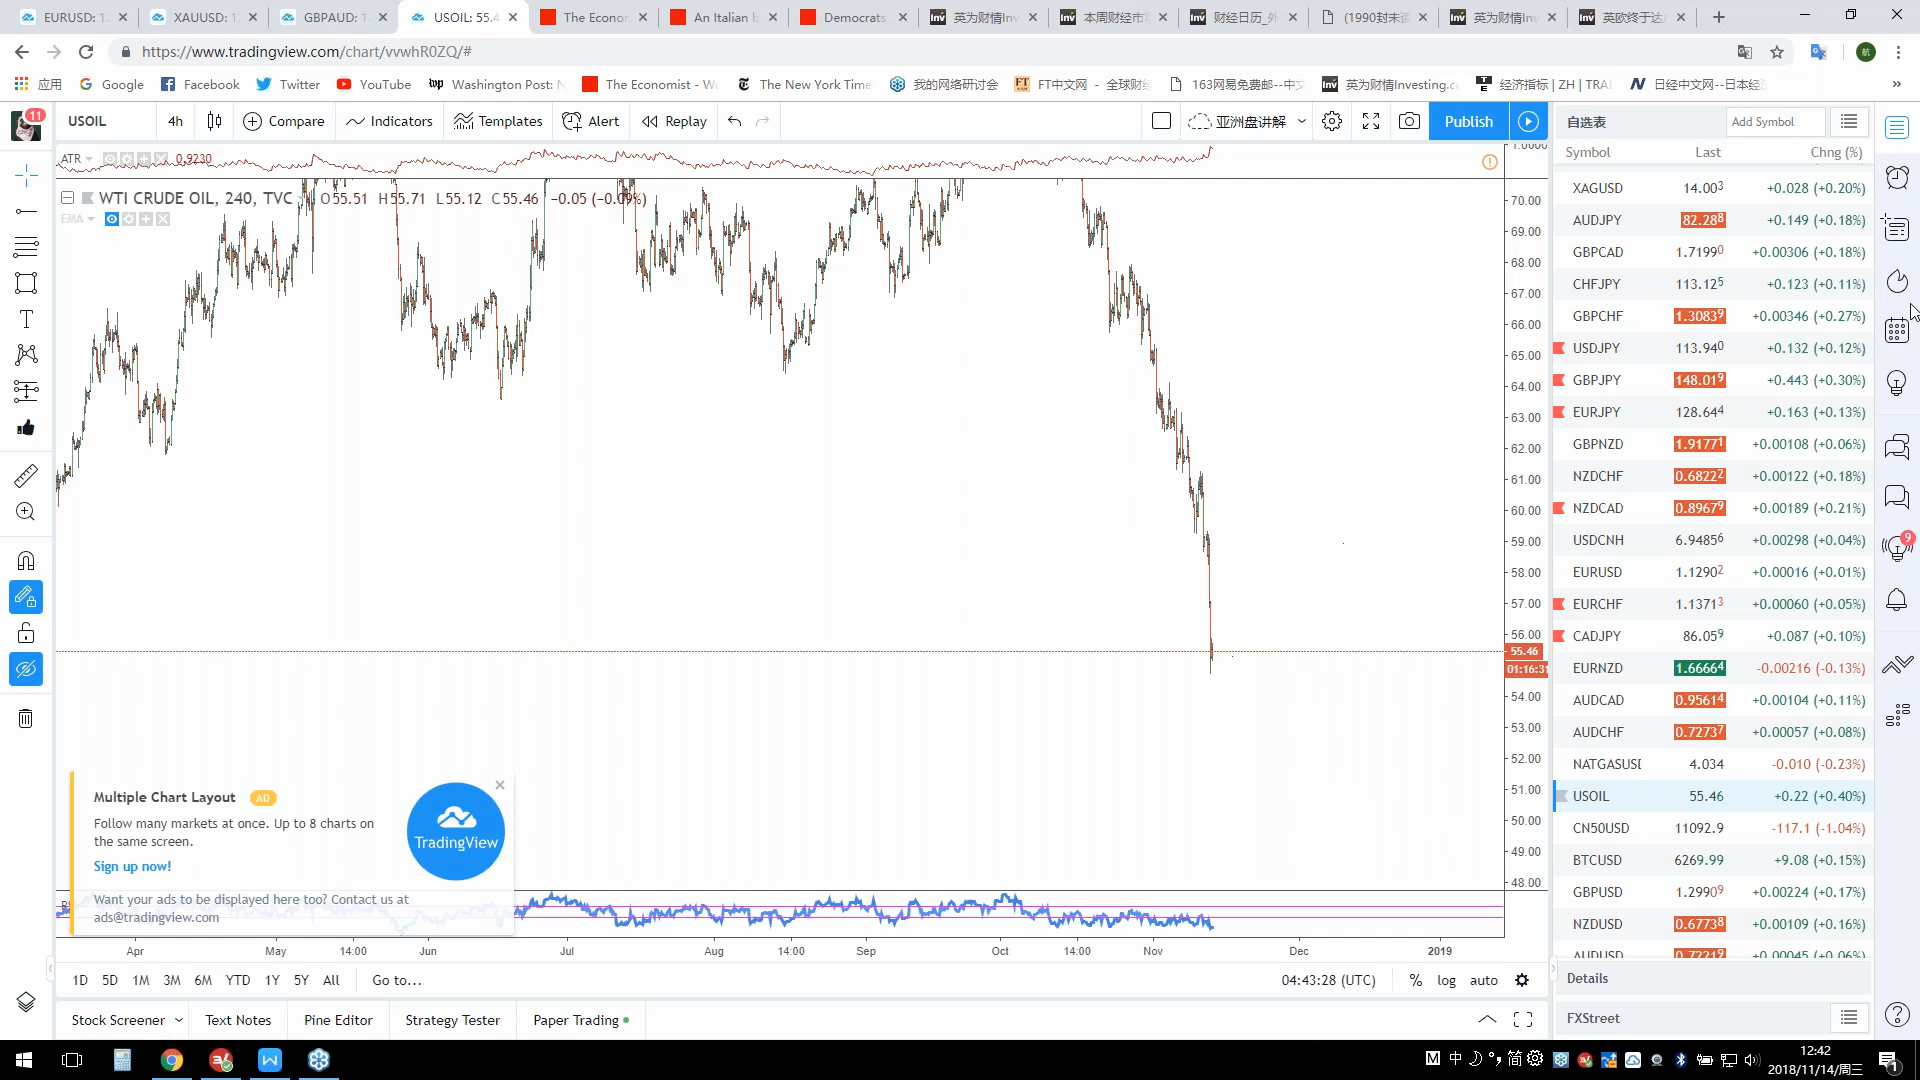 EURUSD: 1. XAUUSD: 1. GBPAUD: 1. USOIL: 55.4 The Econor An Italian b Democrats 英为财情Inv 本周财经市场 财经日历_外 英为财情Inv
https://www.tradingview.com/chart/vvwhR0ZQ/#
应用 Google Facebook Twitter YouTube Washington Post: The Economist - W The New York Time 我的网络研讨会 FT中文网 - 全球财经 163网易免费邮--中文 英为财情Investing.c 经济指标 | ZH | TRA 日经中文网--日本经
11 USOIL 4h Compare Indicators Templates Alert Replay 亚洲盘讲解 Publish 自选表 Add Symbol
ATR 0.9230
WTI CRUDE OIL, 240, TVC O55.51 H55.71 L55.12 C55.46 −0.05 (−0.09%)
EMA
70.00
69.00
68.00
67.00
66.00
65.00
64.00
63.00
62.00
61.00
60.00
59.00
58.00
57.00
56.00
55.46
01:16:31
54.00
53.00
52.00
51.00
50.00
49.00
48.00
Multiple Chart Layout AD
Follow many markets at once. Up to 8 charts on
the same screen.
Sign up now!
TradingView
Want your ads to be displayed here too? Contact us at
ads@tradingview.com
Apr May 14:00 Jun Jul Aug 14:00 Sep Oct 14:00 Nov Dec 2019
1D 5D 1M 3M 6M YTD 1Y 5Y All Go to... 04:43:28 (UTC) % log auto
Stock Screener Text Notes Pine Editor Strategy Tester Paper Trading
Symbol Last Chng (%)
XAGUSD 14.003 +0.028 (+0.20%)
AUDJPY 82.288 +0.149 (+0.18%)
GBPCAD 1.71990 +0.00306 (+0.18%)
CHFJPY 113.125 +0.123 (+0.11%)
GBPCHF 1.30839 +0.00346 (+0.27%)
USDJPY 113.940 +0.132 (+0.12%)
GBPJPY 148.019 +0.443 (+0.30%)
EURJPY 128.644 +0.163 (+0.13%)
GBPNZD 1.91771 +0.00108 (+0.06%)
NZDCHF 0.68222 +0.00122 (+0.18%)
NZDCAD 0.89679 +0.00189 (+0.21%)
USDCNH 6.94856 +0.00298 (+0.04%)
EURUSD 1.12902 +0.00016 (+0.01%)
EURCHF 1.13713 +0.00060 (+0.05%)
CADJPY 86.059 +0.087 (+0.10%)
EURNZD 1.66664 -0.00216 (-0.13%)
AUDCAD 0.95614 +0.00104 (+0.11%)
AUDCHF 0.72737 +0.00057 (+0.08%)
NATGASUSD 4.034 -0.010 (-0.23%)
USOIL 55.46 +0.22 (+0.40%)
CN50USD 11092.9 -117.1 (-1.04%)
BTCUSD 6269.99 +9.08 (+0.15%)
GBPUSD 1.29909 +0.00224 (+0.17%)
NZDUSD 0.67738 +0.00109 (+0.16%)
AUDUSD 0.72219 +0.00045 (+0.06%)
Details
FXStreet
9
M 中 简
12:42
2018/11/14/周三
1